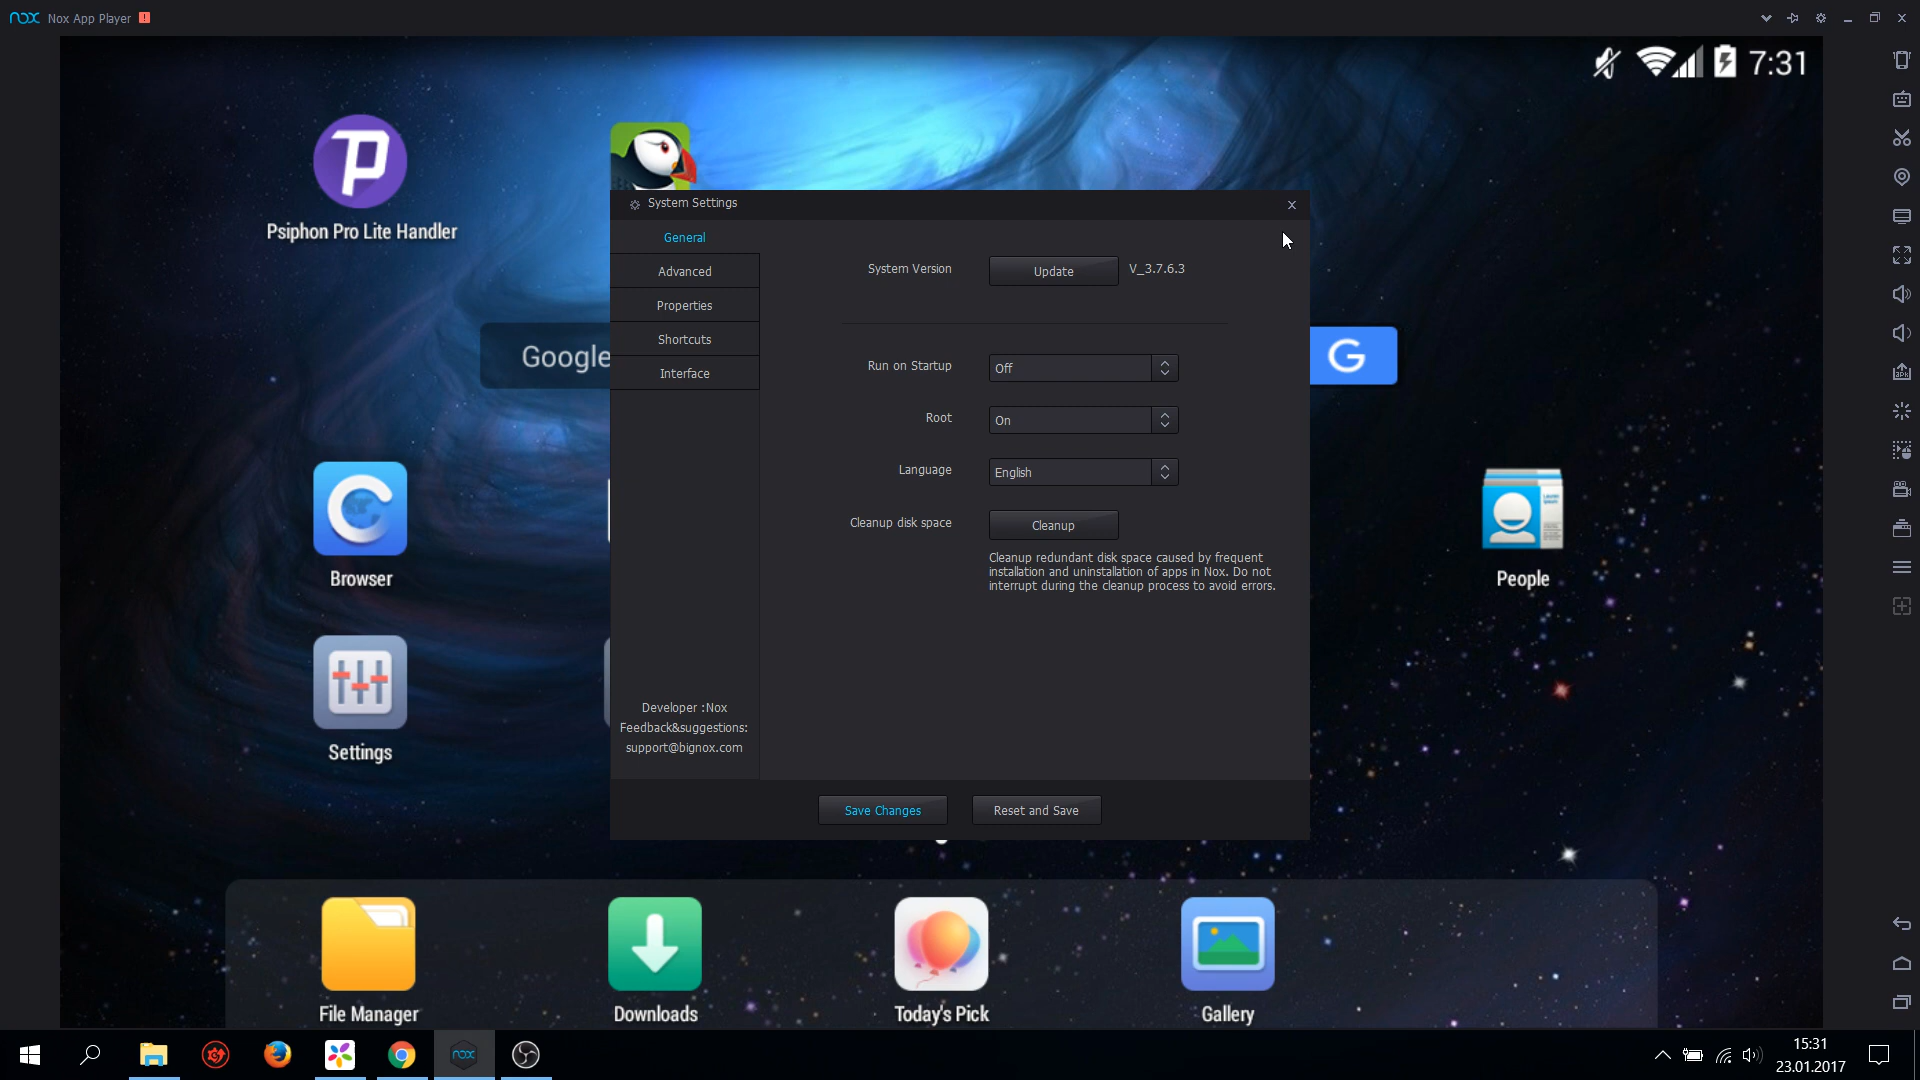 nox Nox App Player
7:31
Psiphon Pro Lite Handler
System Settings
General
Advanced
Properties
Shortcuts
Interface
System Version
Update
V_3.7.6.3
Run on Startup
Off
Root
On
Language
English
Cleanup disk space
Cleanup
Cleanup redundant disk space caused by frequent
installation and uninstallation of apps in Nox. Do not
interrupt during the cleanup process to avoid errors.
Developer :Nox
Feedback&suggestions:
support@bignox.com
Save Changes
Reset and Save
Google
G
Browser
People
Settings
File Manager
Downloads
Today's Pick
Gallery
nox
15:31
23.01.2017